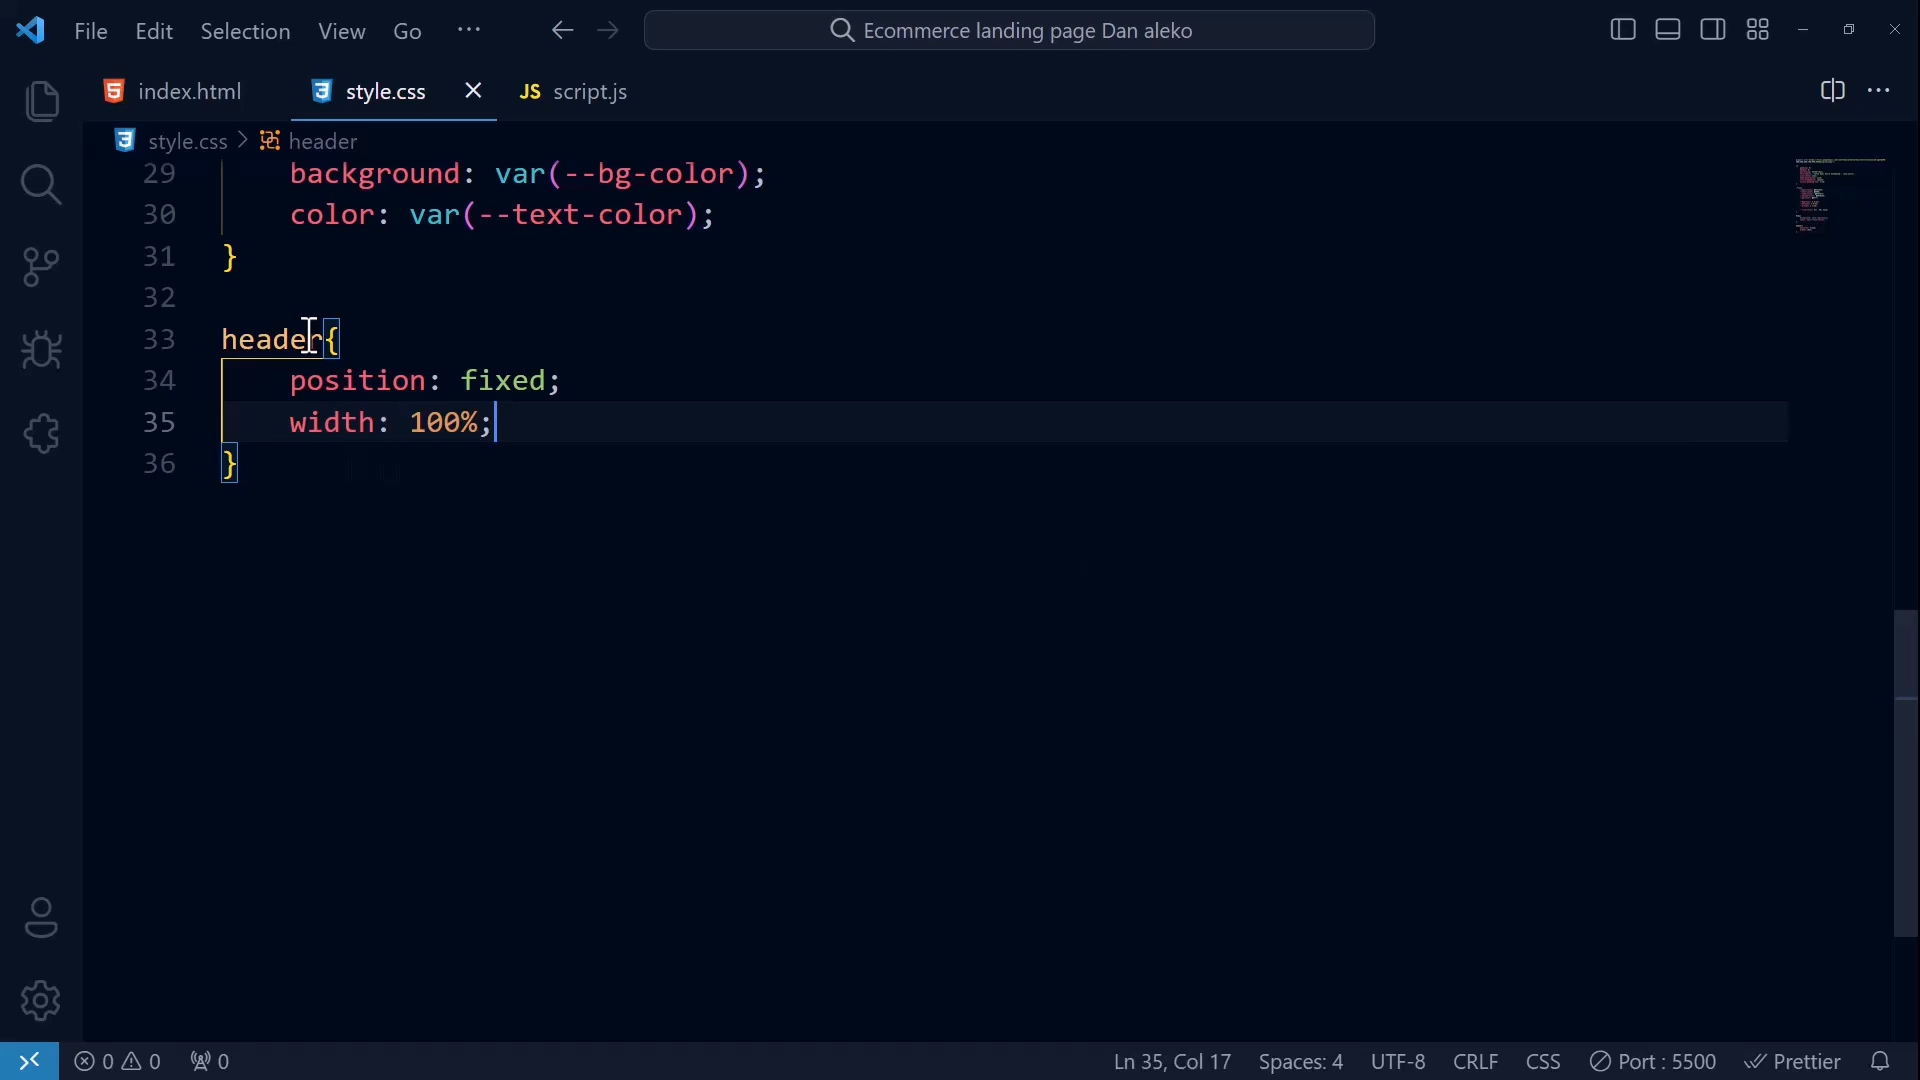 File Edit Selection View Go ··· Ecommerce landing page Dan aleko
index.html style.css JS script.js
style.css > header
29 background: var(--bg-color);
30 color: var(--text-color);
31 }
32
33 header{
34 position: fixed;
35 width: 100%;
36 }
0 0 0 Ln 35, Col 17 Spaces: 4 UTF-8 CRLF CSS Port : 5500 Prettier